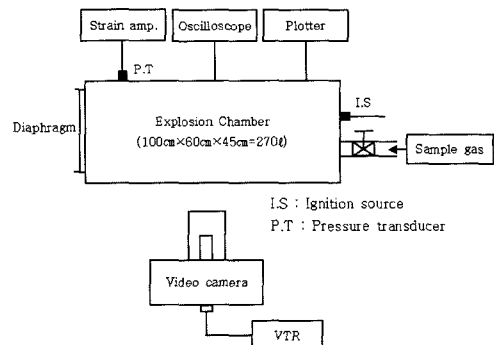 Strain amp.
Oscilloscope
Plotter
P.T
I.S
Diaphragm
Explosion Chamber
(100㎝×60㎝×45㎝=270ℓ)
Sample gas
I.S : Ignition source
P.T : Pressure transducer
Video camera
VTR